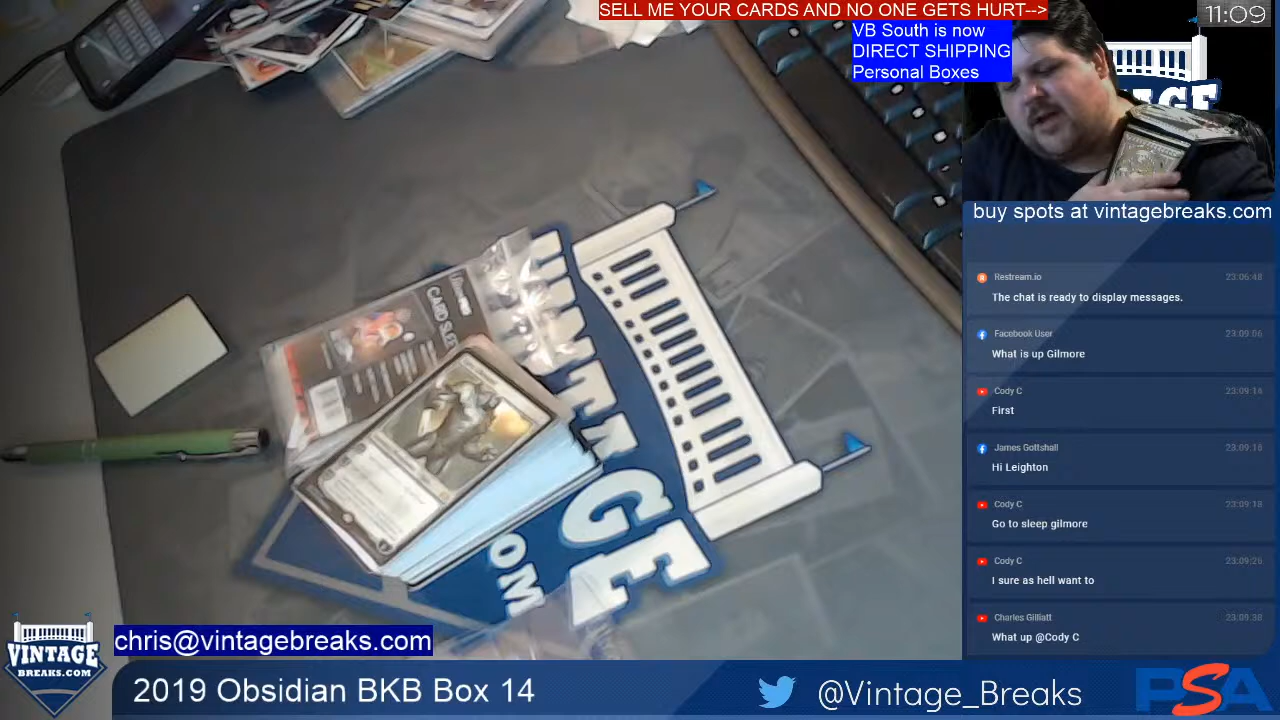 SELL ME YOUR CARDS AND NO ONE GETS HURT-->
11:09
VB South is now
DIRECT SHIPPING
Personal Boxes
buy spots at vintagebreaks.com
Restream.io 23:06:48
The chat is ready to display messages.
Facebook User 23:09:06
What is up Gilmore
Cody C 23:09:16
First
James Gottshall 23:09:16
Hi Leighton
Cody C 23:09:18
Go to sleep gilmore
Cody C 23:09:26
I sure as hell want to
Charles Gilliatt 23:09:38
What up @Cody C
chris@vintagebreaks.com
VINTAGE
BREAKS.COM
2019 Obsidian BKB Box 14
@Vintage_Breaks
PSA